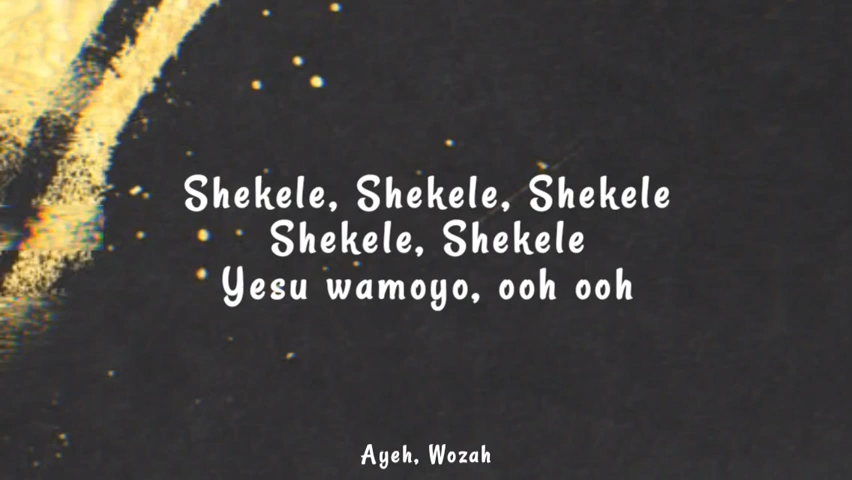 Shekele, Shekele, Shekele
Shekele, Shekele
Yesu wamoyo, ooh ooh
Ayeh, Wozah